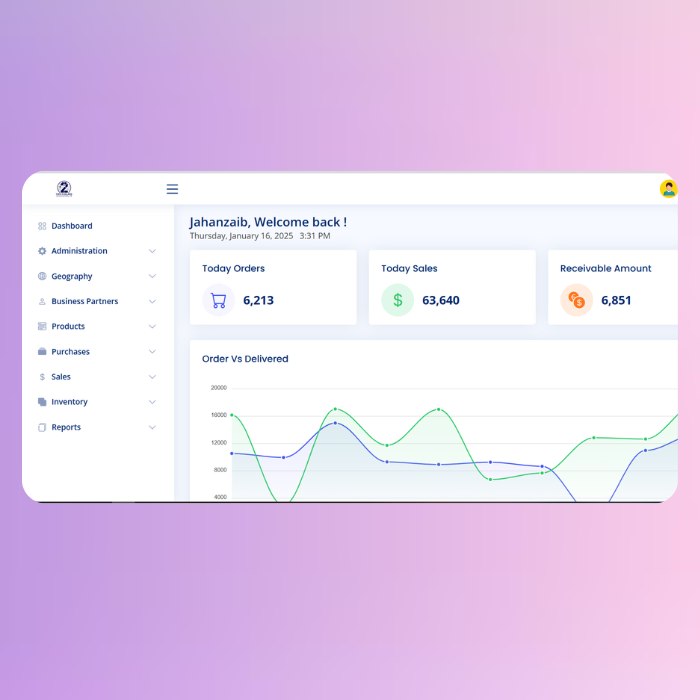 2
Jahanzaib, Welcome back !
Thursday, January 16, 2025 3:31 PM
Dashboard
Administration
Geography
Business Partners
Products
Purchases
Sales
Inventory
Reports
Today Orders
6,213
Today Sales
$
63,640
Receivable Amount
6,851
Order Vs Delivered
20000
16000
12000
8000
4000